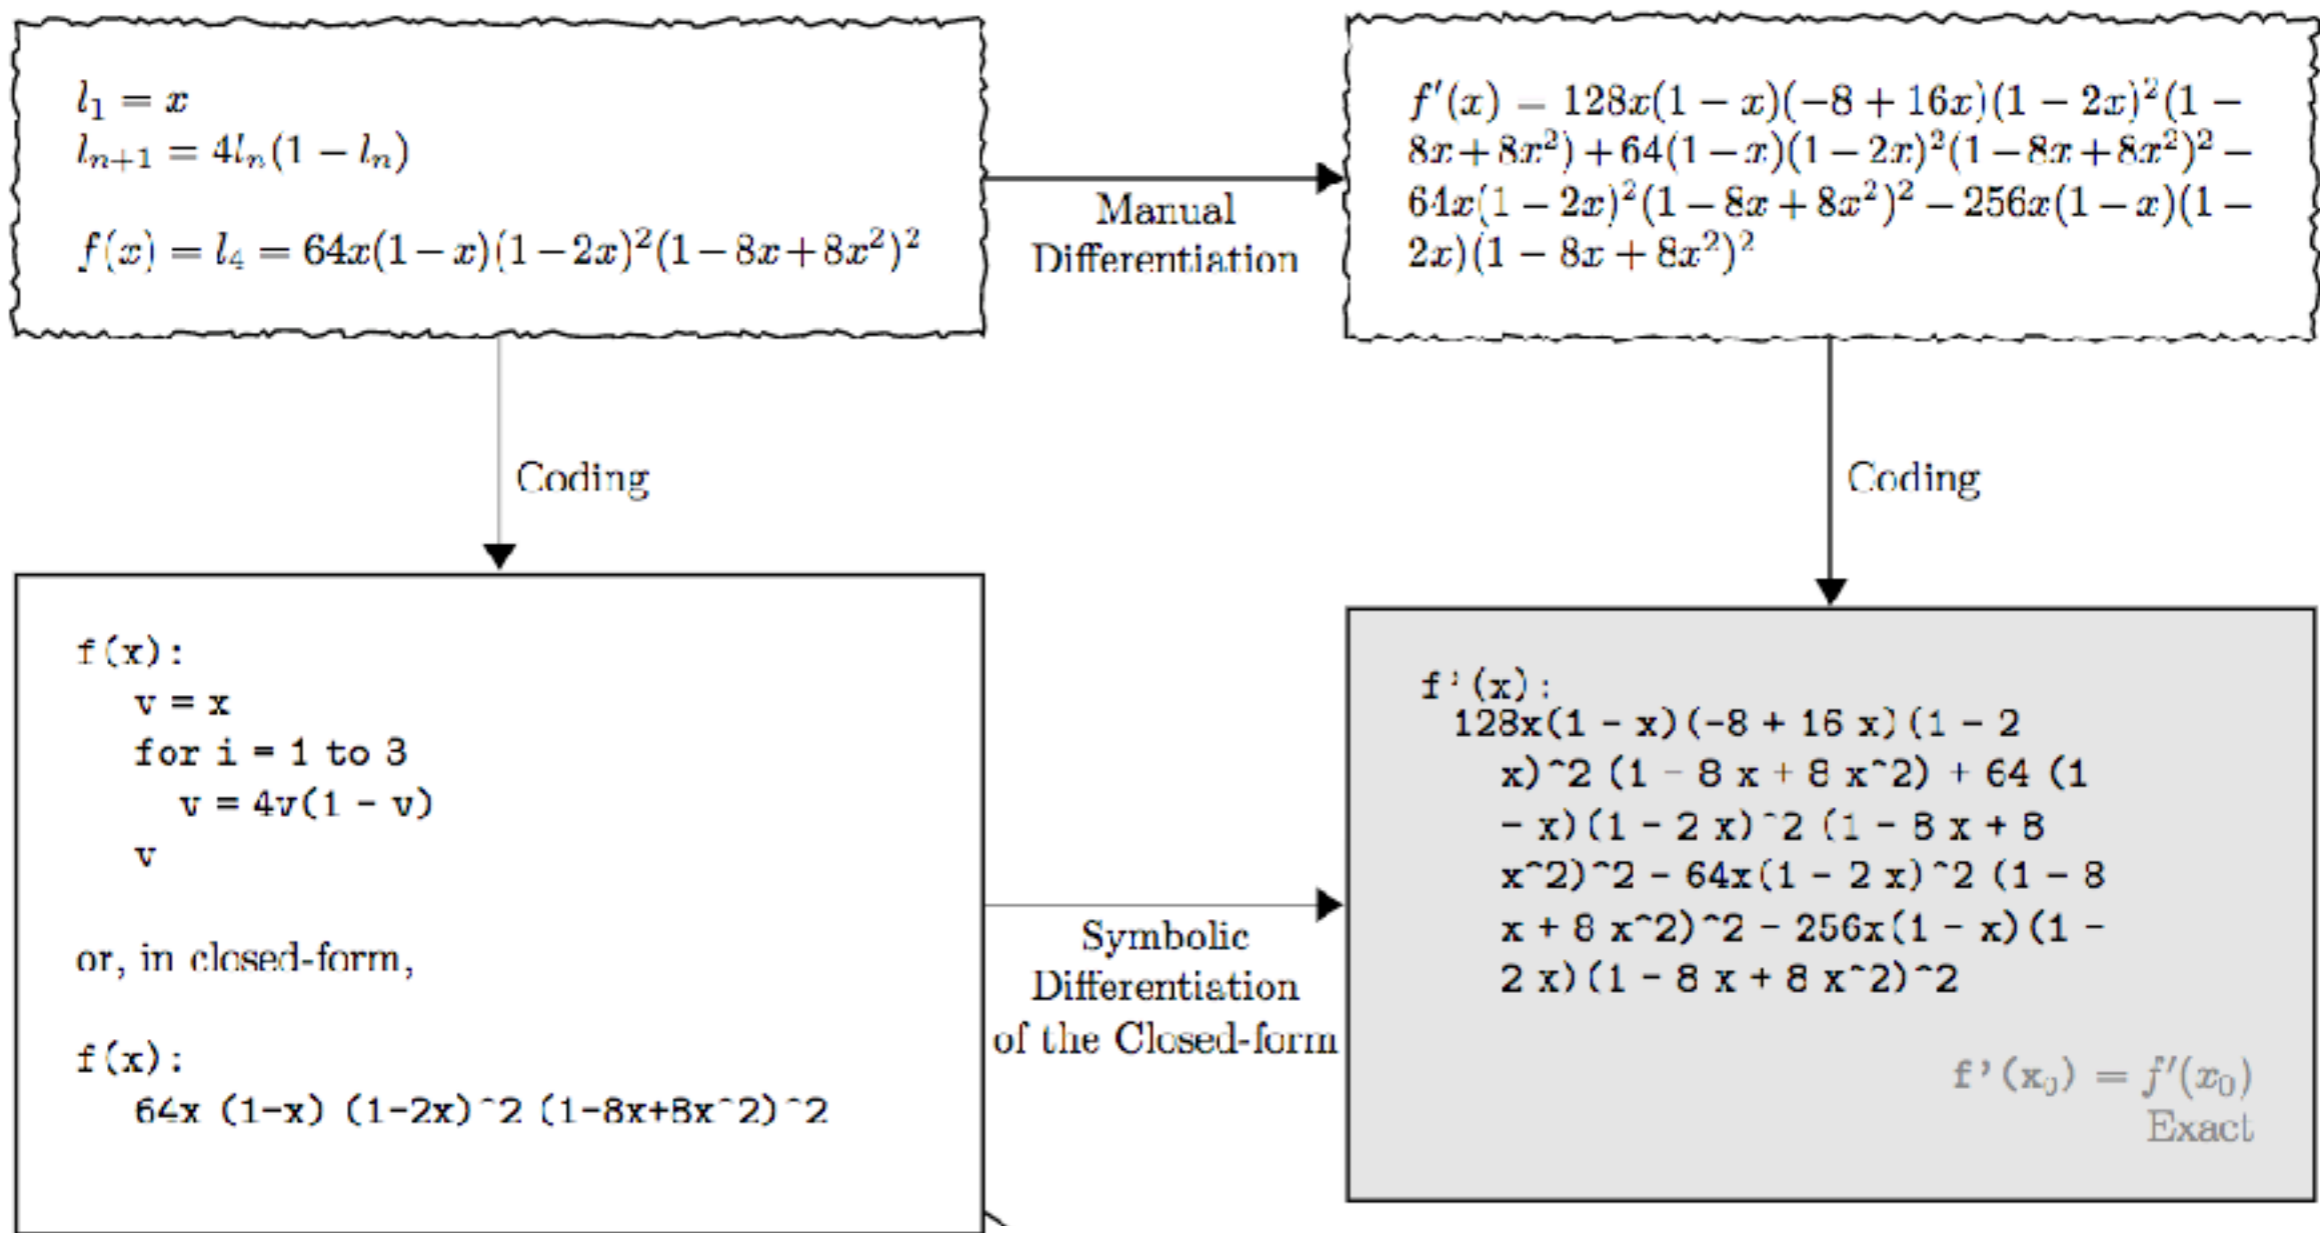 l₁ = x
lₙ₊₁ = 4lₙ(1 − lₙ)
f(x) = l₄ = 64x(1−x)(1−2x)²(1−8x+8x²)²
Manual
Differentiation
f′(x) = 128x(1 − x)(−8 + 16x)(1 − 2x)²(1 −
8x+8x²)+64(1−x)(1−2x)²(1−8x+8x²)²−
64x(1 − 2x)²(1 − 8x + 8x²)² − 256x(1 − x)(1 −
2x)(1 − 8x + 8x²)²
Coding
Coding
f(x):
v = x
for i = 1 to 3
v = 4v(1 - v)
v
or, in closed-form,
f(x):
64x (1-x) (1-2x)^2 (1-8x+8x^2)^2
Symbolic
Differentiation
of the Closed-form
f'(x):
128x(1 - x)(-8 + 16 x)(1 - 2
x)^2 (1 - 8 x + 8 x^2) + 64 (1
- x)(1 - 2 x)^2 (1 - 8 x + 8
x^2)^2 - 64x(1 - 2 x)^2 (1 - 8
x + 8 x^2)^2 - 256x(1 - x)(1 -
2 x)(1 - 8 x + 8 x^2)^2
f'(x₀) = f′(x₀)
Exact